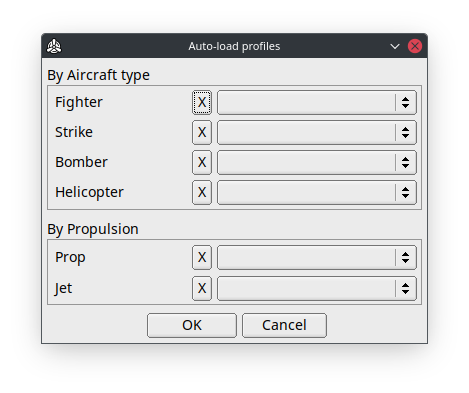 Auto-load profiles
By Aircraft type
Fighter X
Strike X
Bomber X
Helicopter X
By Propulsion
Prop X
Jet X
OK Cancel